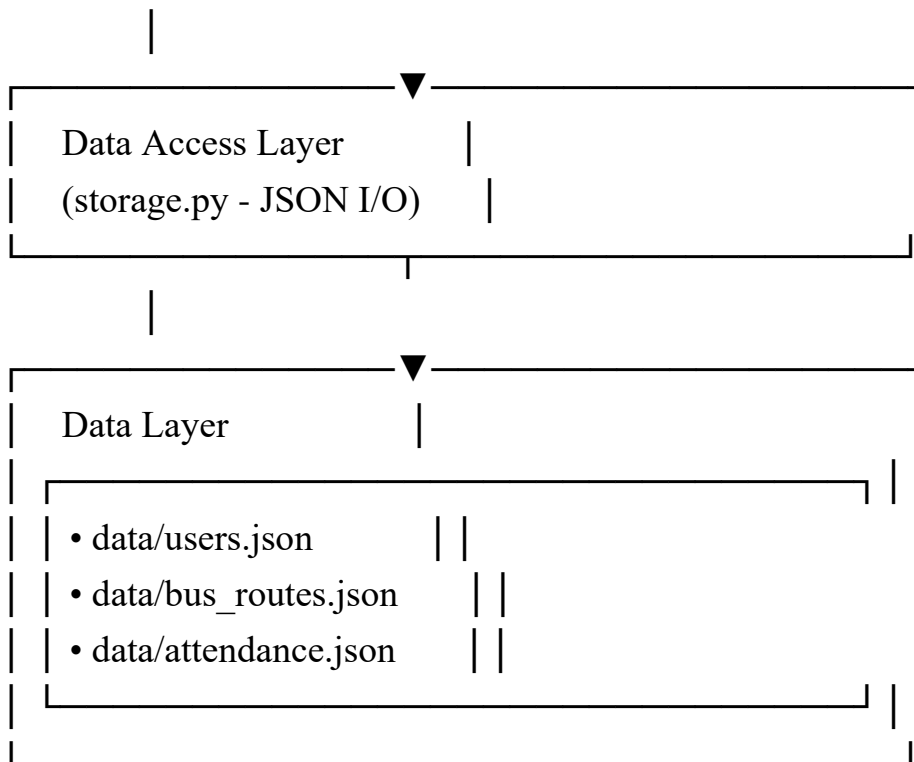 Data Access Layer
(storage.py - JSON I/O)
Data Layer
• data/users.json
• data/bus_routes.json
• data/attendance.json